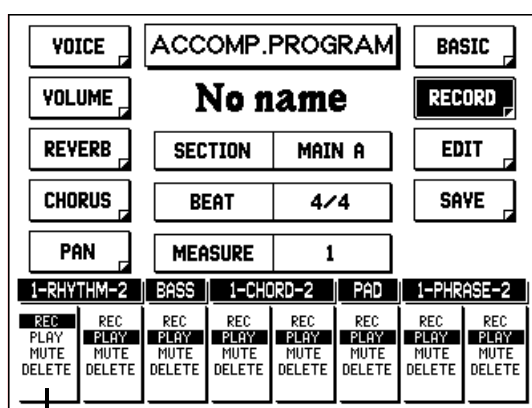 VOICE ACCOMP.PROGRAM BASIC
VOLUME No name RECORD
REVERB SECTION MAIN A EDIT
CHORUS BEAT 4/4 SAVE
PAN MEASURE 1
1-RHYTHM-2 BASS 1-CHORD-2 PAD 1-PHRASE-2
REC REC REC REC REC REC REC REC
PLAY PLAY PLAY PLAY PLAY PLAY PLAY PLAY
MUTE MUTE MUTE MUTE MUTE MUTE MUTE MUTE
DELETE DELETE DELETE DELETE DELETE DELETE DELETE DELETE